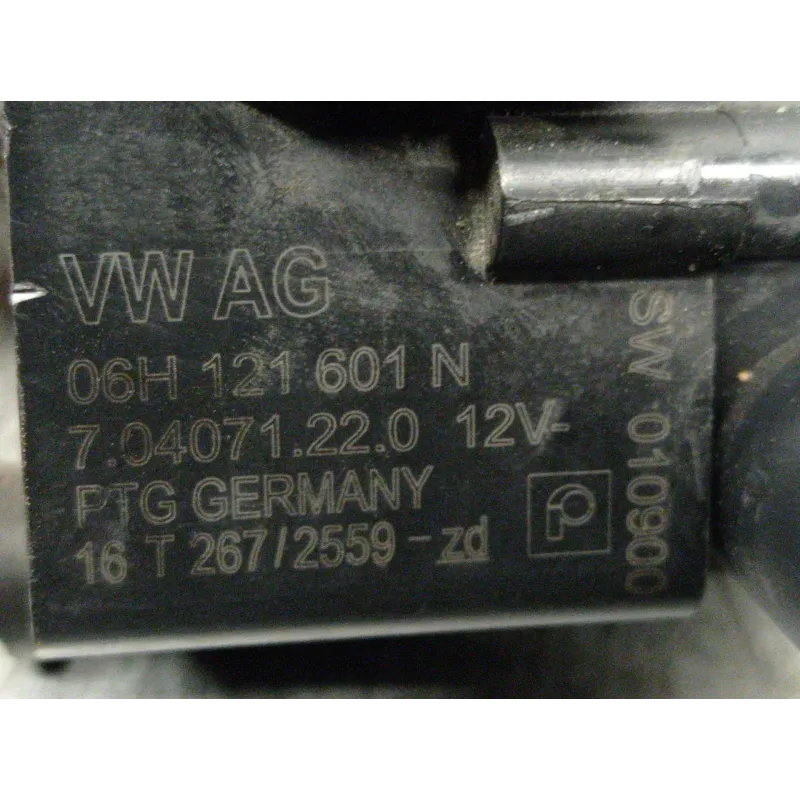 VW AG
06H 121 601 N
7.04071.22.0 12V-
PTG GERMANY
16 T 267/2559 - zd
SW 010900